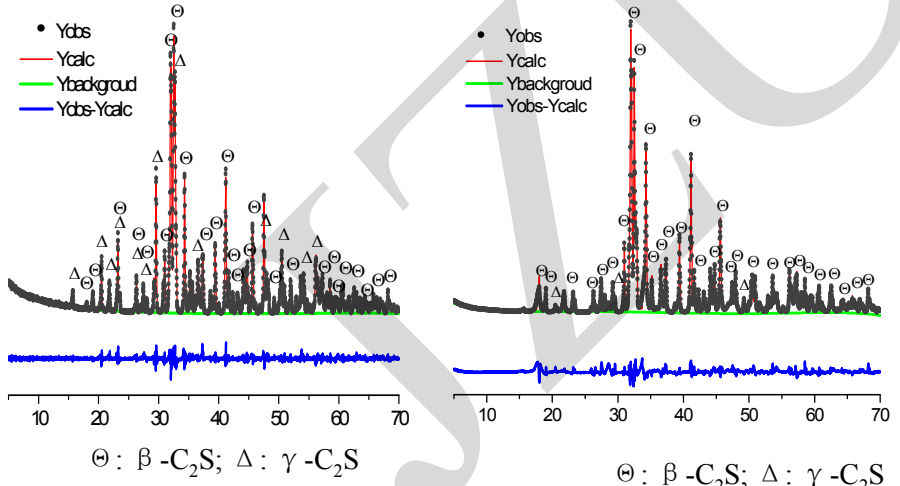 Yobs
Ycalc
Ybackgroud
Yobs-Ycalc
Θ Θ Δ Δ Θ Θ Θ Δ Δ Θ Δ Θ Θ Δ Θ Δ Δ Θ Θ Θ Θ Θ Δ Δ Θ Θ Δ Δ Θ Θ Θ Θ Θ Θ Θ
10 20 30 40 50 60 70
Θ: β-C₂S; Δ: γ-C₂S
Yobs
Ycalc
Ybackgroud
Yobs-Ycalc
Θ Θ Θ Θ Θ Θ Θ Θ Δ Θ Θ Θ Δ Θ Θ Θ Θ Θ Θ Θ Θ Δ Θ Θ Θ Θ Θ Θ Θ Θ
10 20 30 40 50 60 70
Θ: β-C₂S; Δ: γ-C₂S
JZU